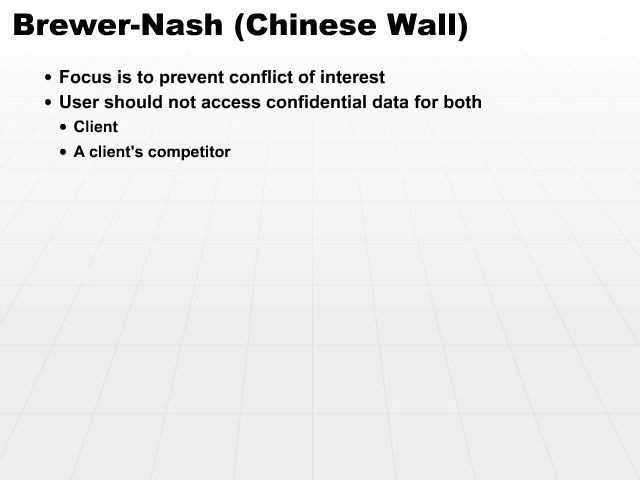 Brewer-Nash (Chinese Wall)
• Focus is to prevent conflict of interest
• User should not access confidential data for both
• Client
• A client's competitor